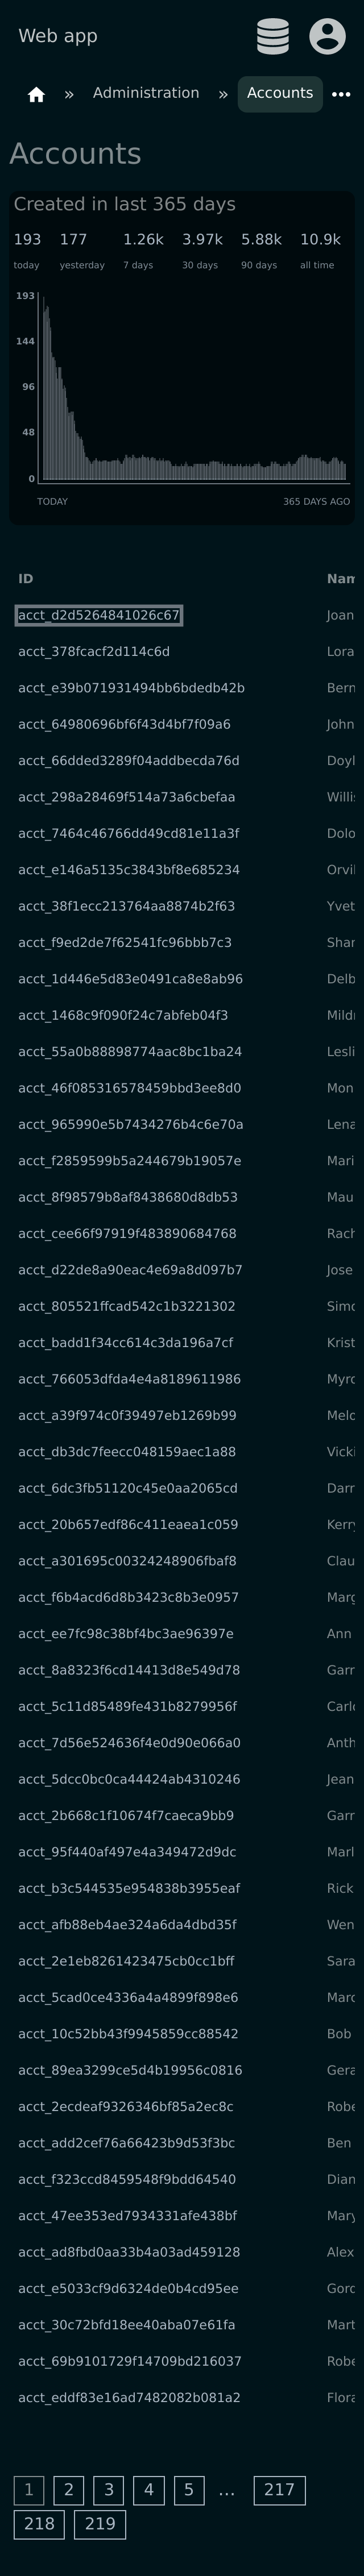 Web app
» Administration » Accounts
Accounts
Created in last 365 days
193 177 1.26k 3.97k 5.88k 10.9k
today yesterday 7 days 30 days 90 days all time
193
144
96
48
0
TODAY 365 DAYS AGO
ID Nam
acct_d2d5264841026c67 Joan
acct_378fcacf2d114c6d Lora
acct_e39b071931494bb6bdedb42b Bern
acct_64980696bf6f43d4bf7f09a6 John
acct_66dded3289f04addbecda76d Doyl
acct_298a28469f514a73a6cbefaa Willi
acct_7464c46766dd49cd81e11a3f Dolo
acct_e146a5135c3843bf8e685234 Orvil
acct_38f1ecc213764aa8874b2f63 Yvet
acct_f9ed2de7f62541fc96bbb7c3 Shar
acct_1d446e5d83e0491ca8e8ab96 Delb
acct_1468c9f090f24c7abfeb04f3 Mild
acct_55a0b88898774aac8bc1ba24 Lesli
acct_46f085316578459bbd3ee8d0 Mon
acct_965990e5b7434276b4c6e70a Lena
acct_f2859599b5a244679b19057e Mari
acct_8f98579b8af8438680d8db53 Mau
acct_cee66f97919f483890684768 Rach
acct_d22de8a90eac4e69a8d097b7 Jose
acct_805521ffcad542c1b3221302 Simo
acct_badd1f34cc614c3da196a7cf Krist
acct_766053dfda4e4a8189611986 Myro
acct_a39f974c0f39497eb1269b99 Melo
acct_db3dc7feecc048159aec1a88 Vicki
acct_6dc3fb51120c45e0aa2065cd Darr
acct_20b657edf86c411eaea1c059 Kerry
acct_a301695c00324248906fbaf8 Clau
acct_f6b4acd6d8b3423c8b3e0957 Marg
acct_ee7fc98c38bf4bc3ae96397e Ann
acct_8a8323f6cd14413d8e549d78 Garr
acct_5c11d85489fe431b8279956f Carlo
acct_7d56e524636f4e0d90e066a0 Anth
acct_5dcc0bc0ca44424ab4310246 Jean
acct_2b668c1f10674f7caeca9bb9 Garr
acct_95f440af497e4a349472d9dc Marl
acct_b3c544535e954838b3955eaf Rick
acct_afb88eb4ae324a6da4dbd35f Wen
acct_2e1eb8261423475cb0cc1bff Sara
acct_5cad0ce4336a4a4899f898e6 Marc
acct_10c52bb43f9945859cc88542 Bob
acct_89ea3299ce5d4b19956c0816 Gera
acct_2ecdeaf9326346bf85a2ec8c Robe
acct_add2cef76a66423b9d53f3bc Ben
acct_f323ccd8459548f9bdd64540 Dian
acct_47ee353ed7934331afe438bf Mary
acct_ad8fbd0aa33b4a03ad459128 Alex
acct_e5033cf9d6324de0b4cd95ee Gord
acct_30c72bfd18ee40aba07e61fa Mart
acct_69b9101729f14709bd216037 Robe
acct_eddf83e16ad7482082b081a2 Flora
1 2 3 4 5 … 217
218 219